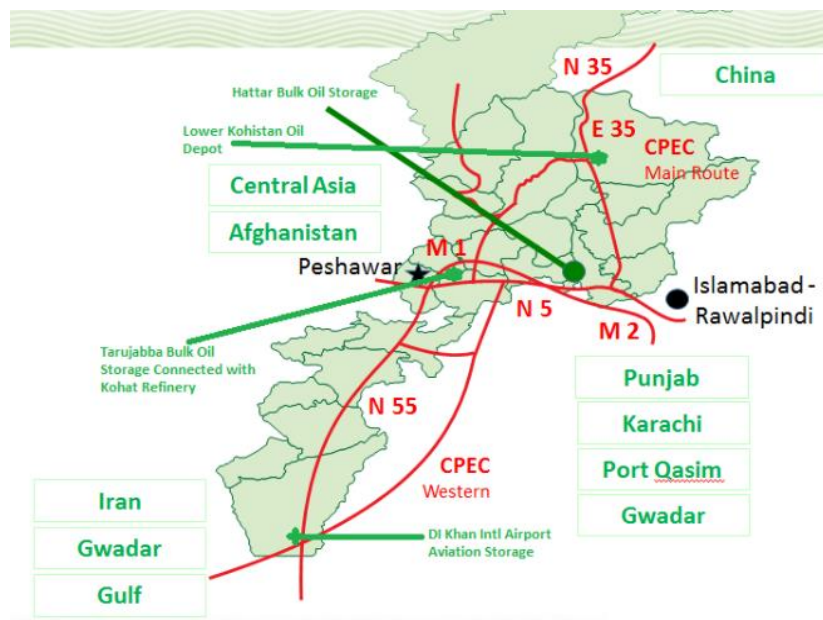 N 35
China
Hattar Bulk Oil Storage
Lower Kohistan Oil
Depot
E 35
CPEC
Main Route
Central Asia
Afghanistan
M 1
Peshawar
Islamabad -
Rawalpindi
N 5
M 2
Tarujabba Bulk Oil
Storage Connected with
Kohat Refinery
Punjab
N 55
Karachi
CPEC
Western
Port Qasim
Iran
Gwadar
DI Khan Intl Airport
Aviation Storage
Gwadar
Gulf